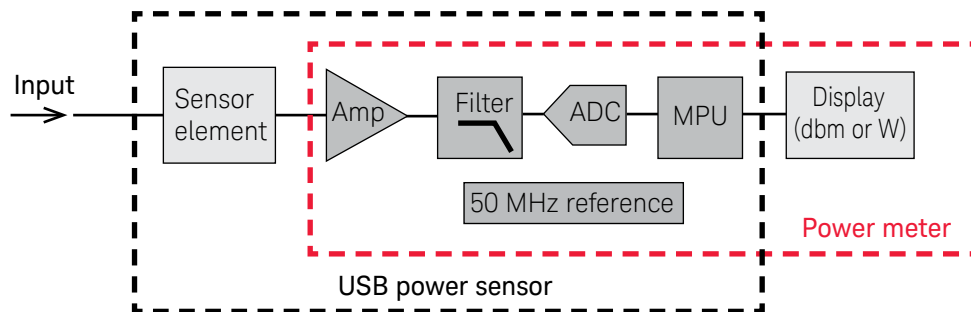 Input
Sensor
element
Amp
Filter
ADC
MPU
Display
(dbm or W)
50 MHz reference
Power meter
USB power sensor